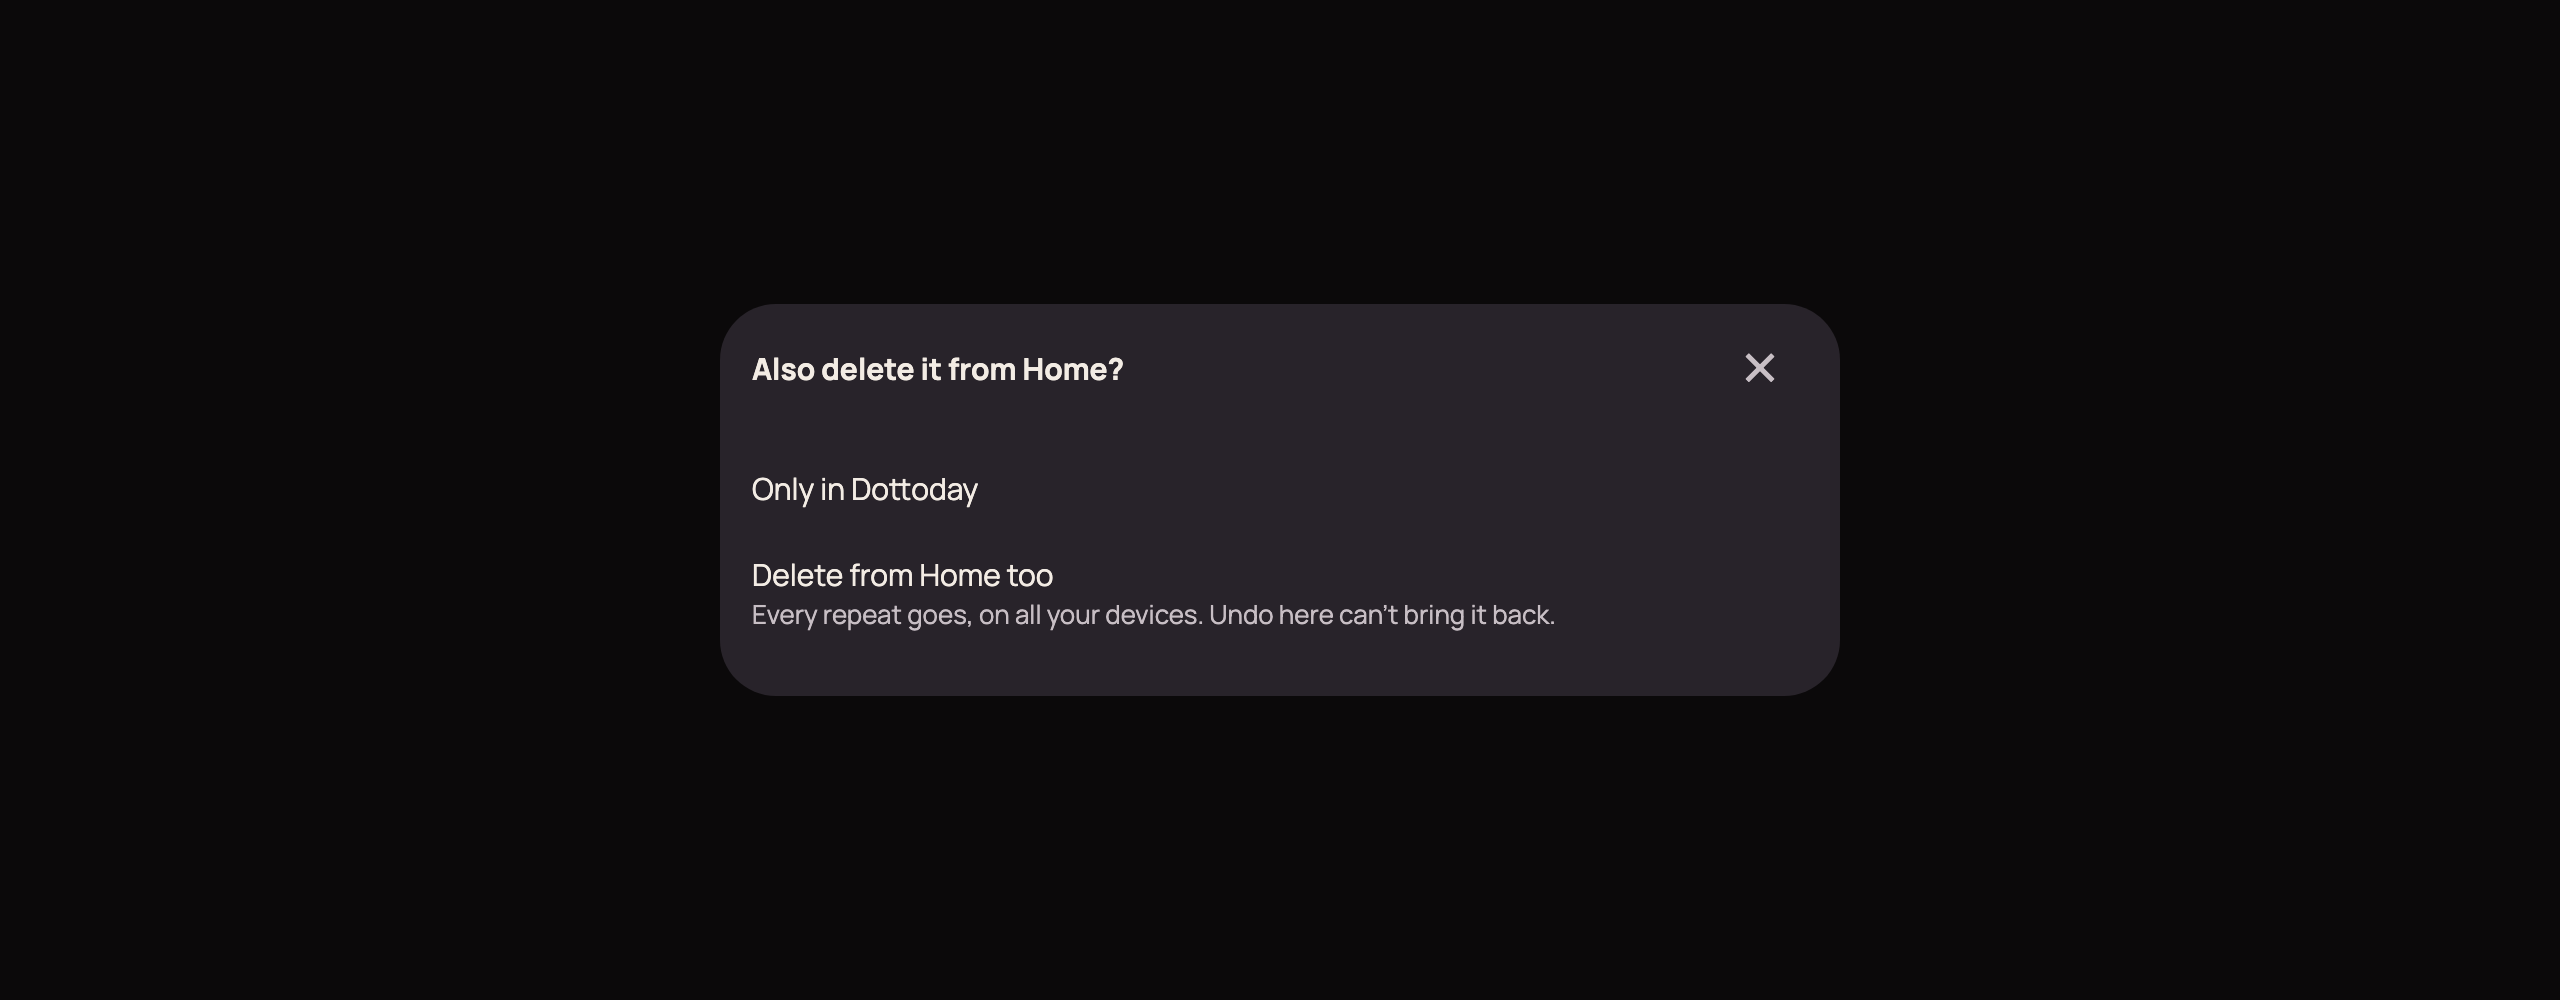 Also delete it from Home?
Only in Dottoday
Delete from Home too
Every repeat goes, on all your devices. Undo here can’t bring it back.